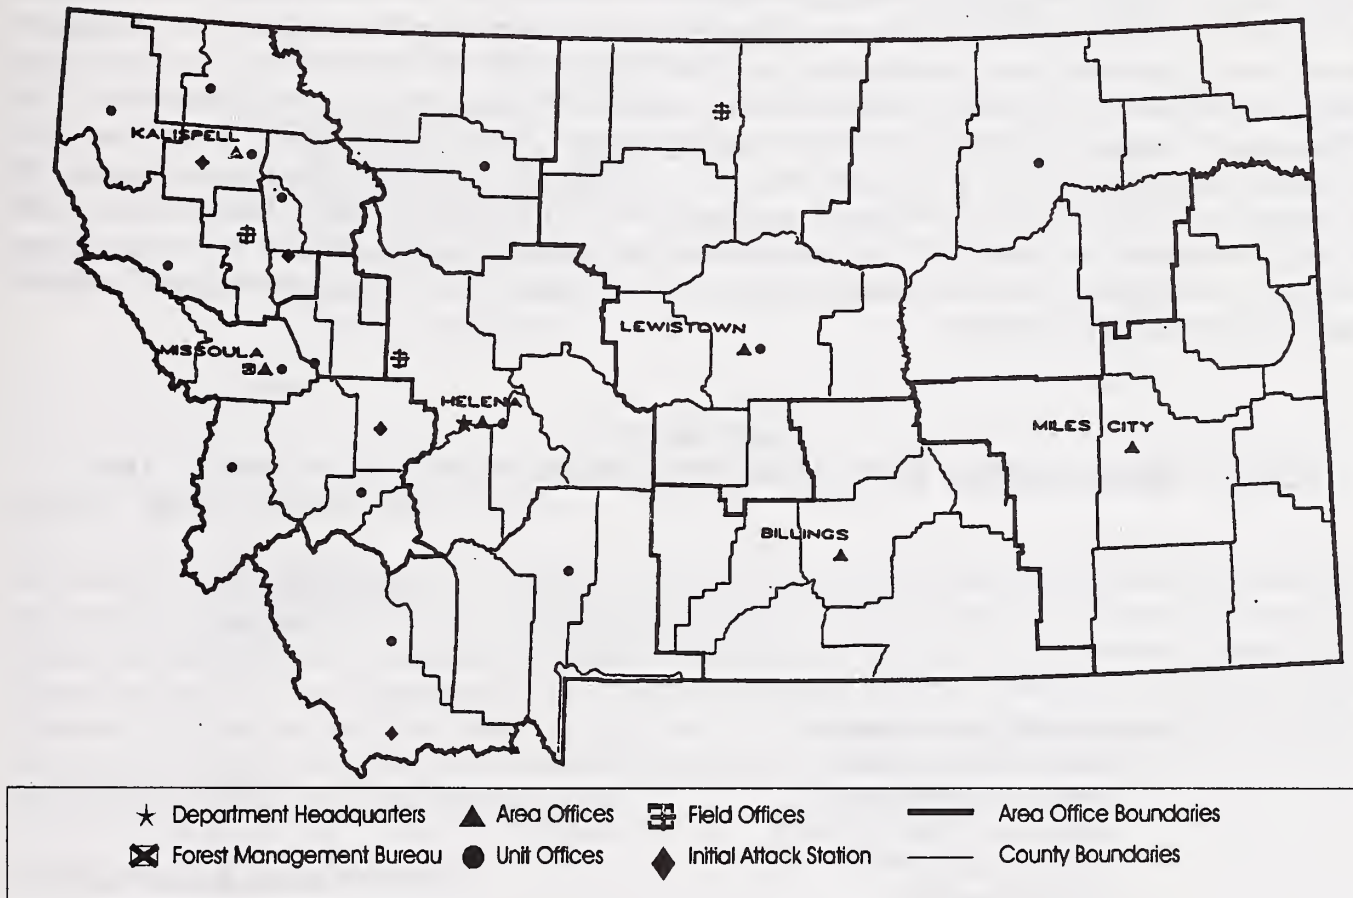 KALISPELL
LEWISTOWN
MISSOULA
HELENA
MILES CITY
BILLINGS
Department Headquarters
Area Offices
Field Offices
Area Office Boundaries
Forest Management Bureau
Unit Offices
Initial Attack Station
County Boundaries